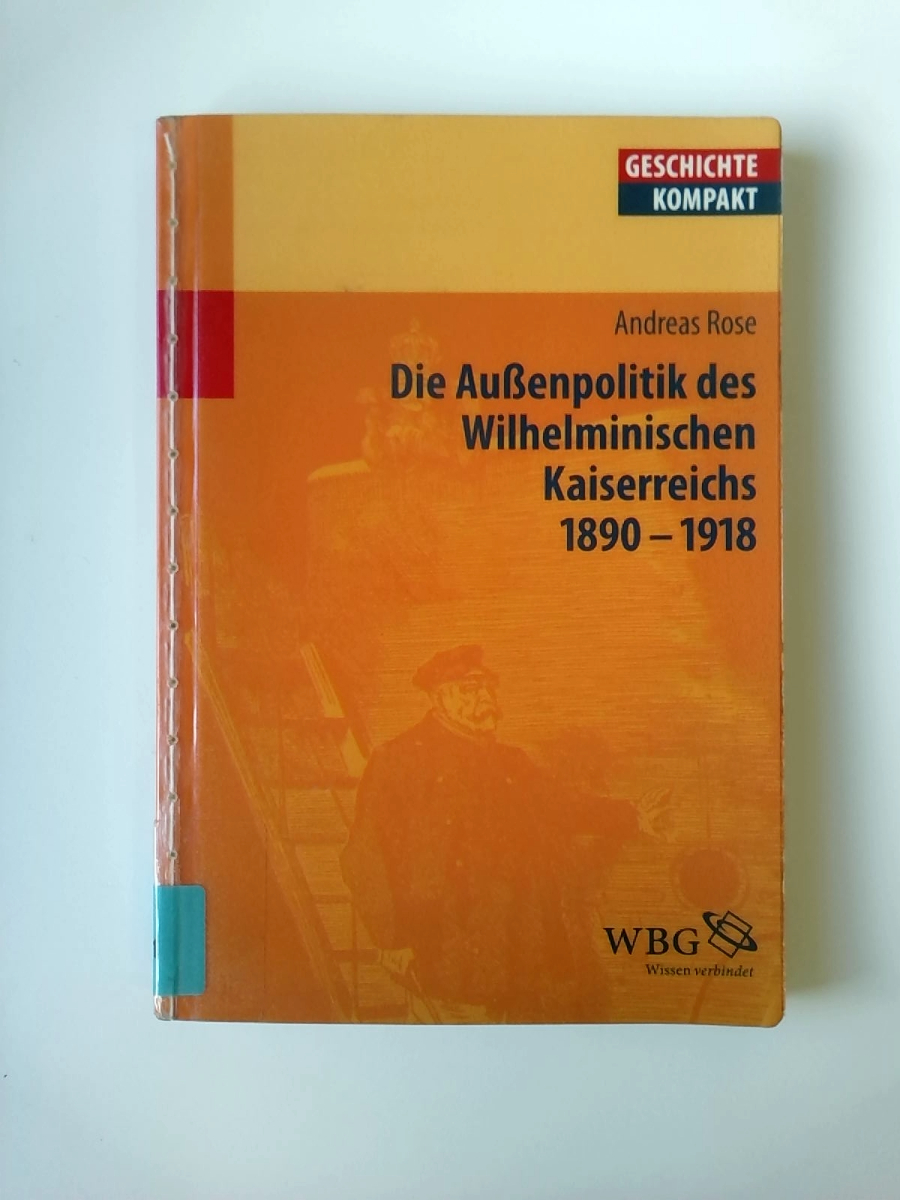 GESCHICHTE
KOMPAKT
Andreas Rose
Die Außenpolitik des
Wilhelminischen
Kaiserreichs
1890 – 1918
WBG
Wissen verbindet